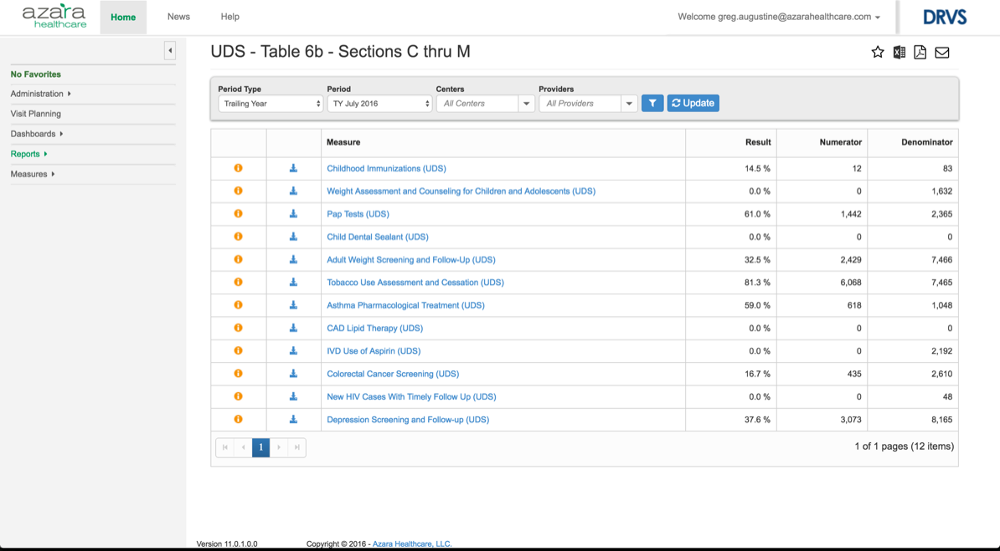 azara
healthcare
Home
News
Help
Welcome greg.augustine@azarahealthcare.com
DRVS
No Favorites
Administration
Visit Planning
Dashboards
Reports
Measures
UDS - Table 6b - Sections C thru M
Period Type Period Centers Providers
Trailing Year TY July 2016 All Centers All Providers Update
Measure Result Numerator Denominator
Childhood Immunizations (UDS) 14.5 % 12 83
Weight Assessment and Counseling for Children and Adolescents (UDS) 0.0 % 0 1,632
Pap Tests (UDS) 61.0 % 1,442 2,365
Child Dental Sealant (UDS) 0.0 % 0 0
Adult Weight Screening and Follow-Up (UDS) 32.5 % 2,429 7,466
Tobacco Use Assessment and Cessation (UDS) 81.3 % 6,068 7,465
Asthma Pharmacological Treatment (UDS) 59.0 % 618 1,048
CAD Lipid Therapy (UDS) 0.0 % 0 0
IVD Use of Aspirin (UDS) 0.0 % 0 2,192
Colorectal Cancer Screening (UDS) 16.7 % 435 2,610
New HIV Cases With Timely Follow Up (UDS) 0.0 % 0 48
Depression Screening and Follow-up (UDS) 37.6 % 3,073 8,165
1 1 of 1 pages (12 items)
Version 11.0.1.0.0 Copyright © 2016 - Azara Healthcare, LLC.